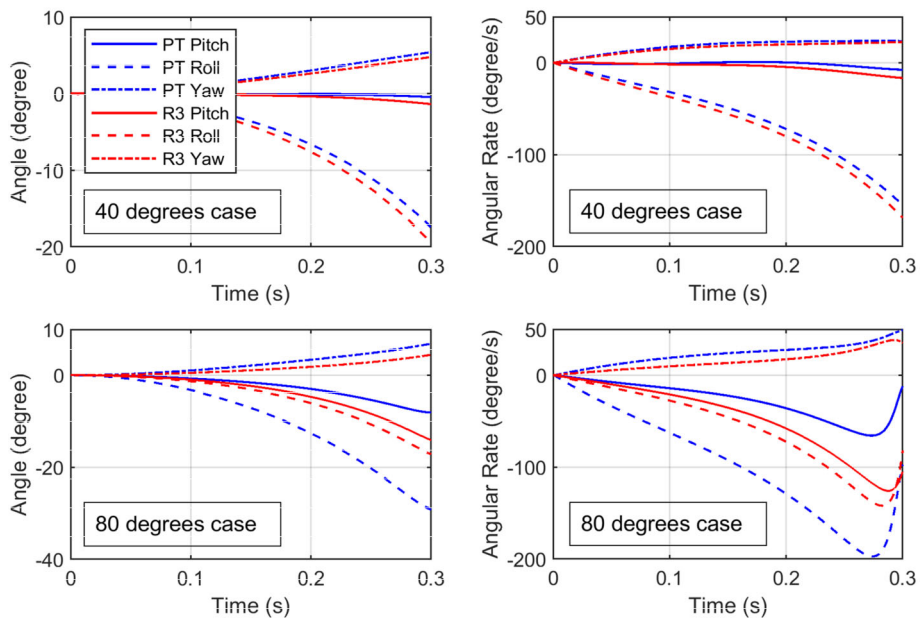 10
0
-10
-20
Angle (degree)
PT Pitch
PT Roll
PT Yaw
R3 Pitch
R3 Roll
R3 Yaw
40 degrees case
0
0.1
0.2
0.3
Time (s)
50
0
-100
-200
Angular Rate (degree/s)
40 degrees case
0
0.1
0.2
0.3
Time (s)
10
0
-20
-40
Angle (degree)
80 degrees case
0
0.1
0.2
0.3
Time (s)
50
0
-100
-200
Angular Rate (degree/s)
80 degrees case
0
0.1
0.2
0.3
Time (s)